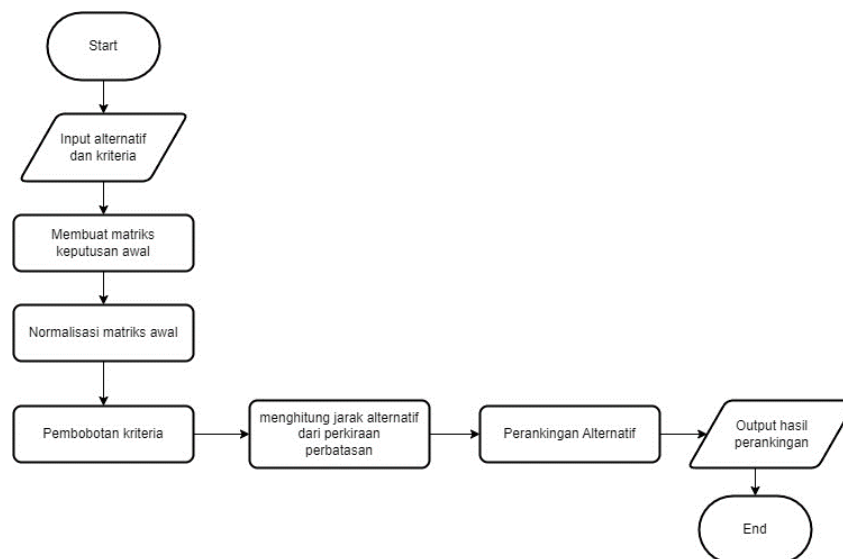 Start
Input alternatif
dan kriteria
Membuat matriks
keputusan awal
Normalisasi matriks awal
Pembobotan kriteria
menghitung jarak alternatif
dari perkiraan
perbatasan
Perankingan Alternatif
Output hasil
perankingan
End